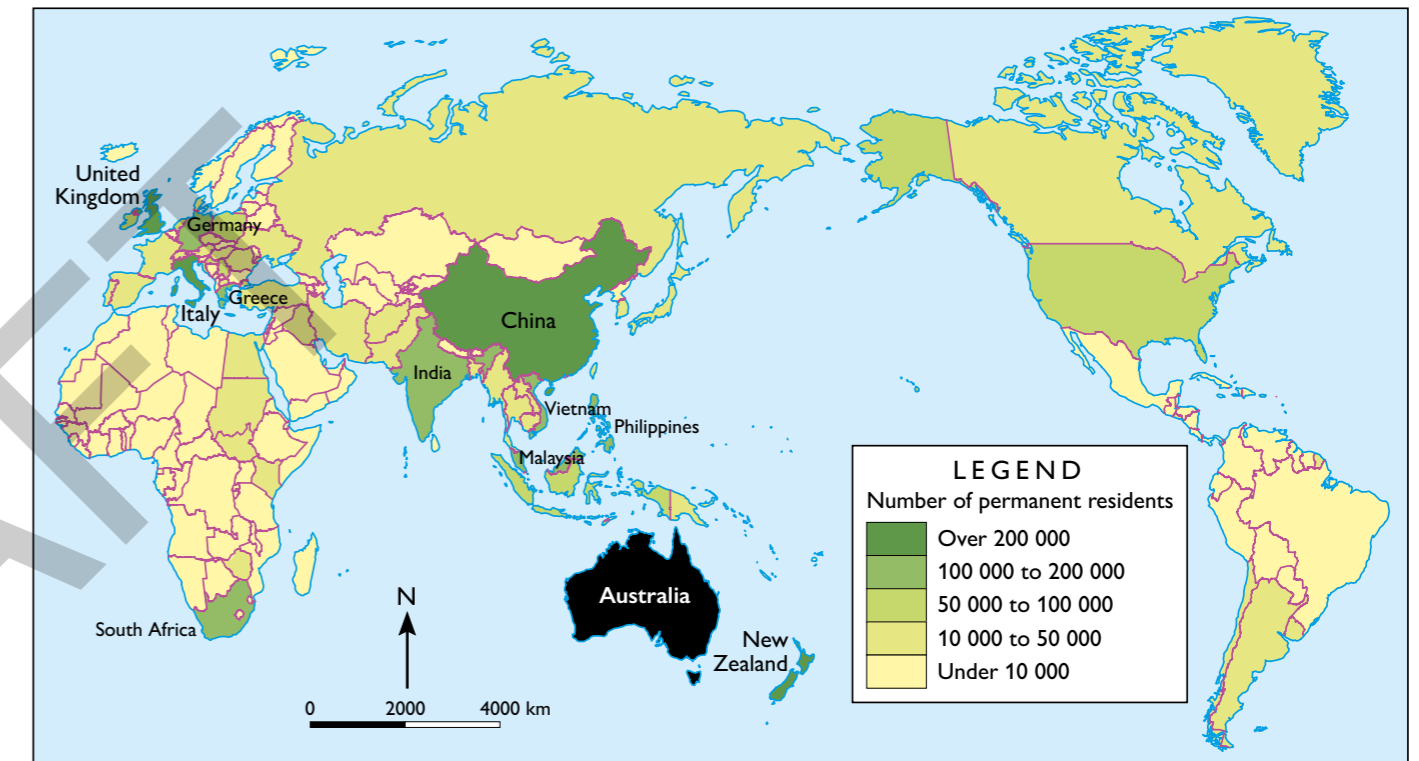 United
Kingdom
Germany
Greece
Italy
China
India
Vietnam
Philippines
Malaysia
South Africa
Australia
New
Zealand
N
0 2000 4000 km
LEGEND
Number of permanent residents
Over 200 000
100 000 to 200 000
50 000 to 100 000
10 000 to 50 000
Under 10 000